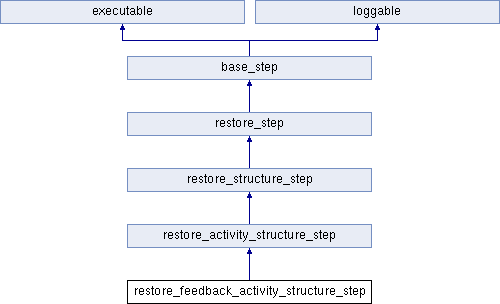 executable
loggable
base_step
restore_step
restore_structure_step
restore_activity_structure_step
restore_feedback_activity_structure_step